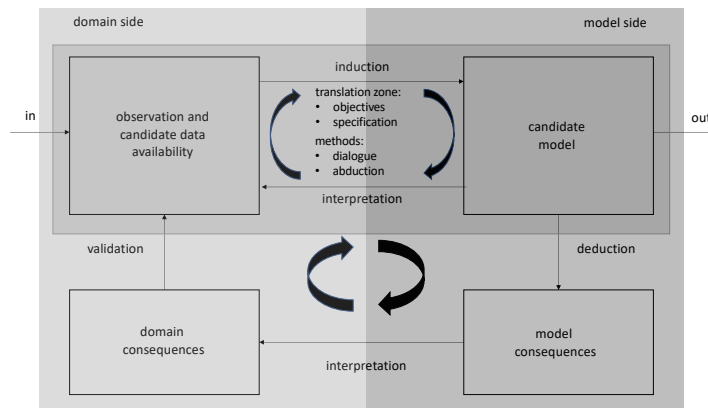 domain side
model side
induction
in
observation and
candidate data
availability
translation zone:
• objectives
• specification
methods:
• dialogue
• abduction
candidate
model
out
interpretation
validation
deduction
domain
consequences
model
consequences
interpretation